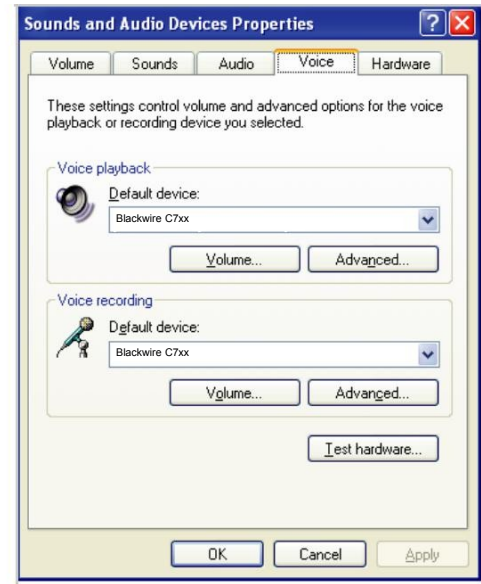 Sounds and Audio Devices Properties
Volume
Sounds
Audio
Voice
Hardware
These settings control volume and advanced options for the voice
playback or recording device you selected.
Voice playback
Default device:
Blackwire C7xx
Volume...
Advanced...
Voice recording
Default device:
Blackwire C7xx
Volume...
Advanced...
Test hardware...
OK
Cancel
Apply